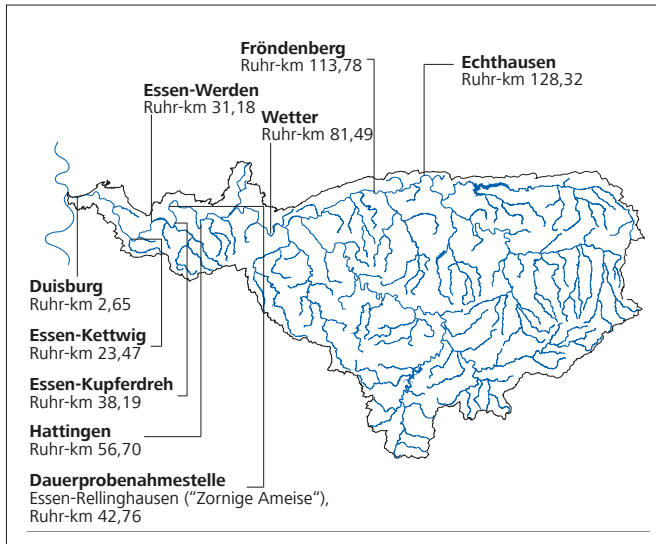 Fröndenberg
Ruhr-km 113,78
Echthausen
Ruhr-km 128,32
Essen-Werden
Ruhr-km 31,18
Wetter
Ruhr-km 81,49
Duisburg
Ruhr-km 2,65
Essen-Kettwig
Ruhr-km 23,47
Essen-Kupferdreh
Ruhr-km 38,19
Hattingen
Ruhr-km 56,70
Dauerprobenahmestelle
Essen-Rellinghausen (“Zornige Ameise“),
Ruhr-km 42,76